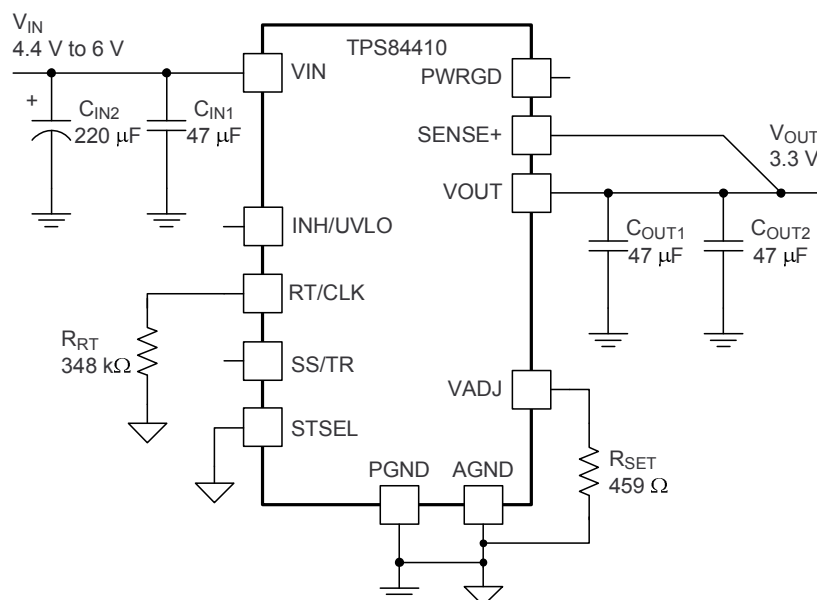 VIN
4.4 V to 6 V
TPS84410
VIN
PWRGD
+
CIN2
220 μF
CIN1
47 μF
SENSE+
VOUT
3.3 V
VOUT
INH/UVLO
COUT1
47 μF
COUT2
47 μF
RT/CLK
RRT
348 kΩ
SS/TR
VADJ
STSEL
PGND
AGND
RSET
459 Ω